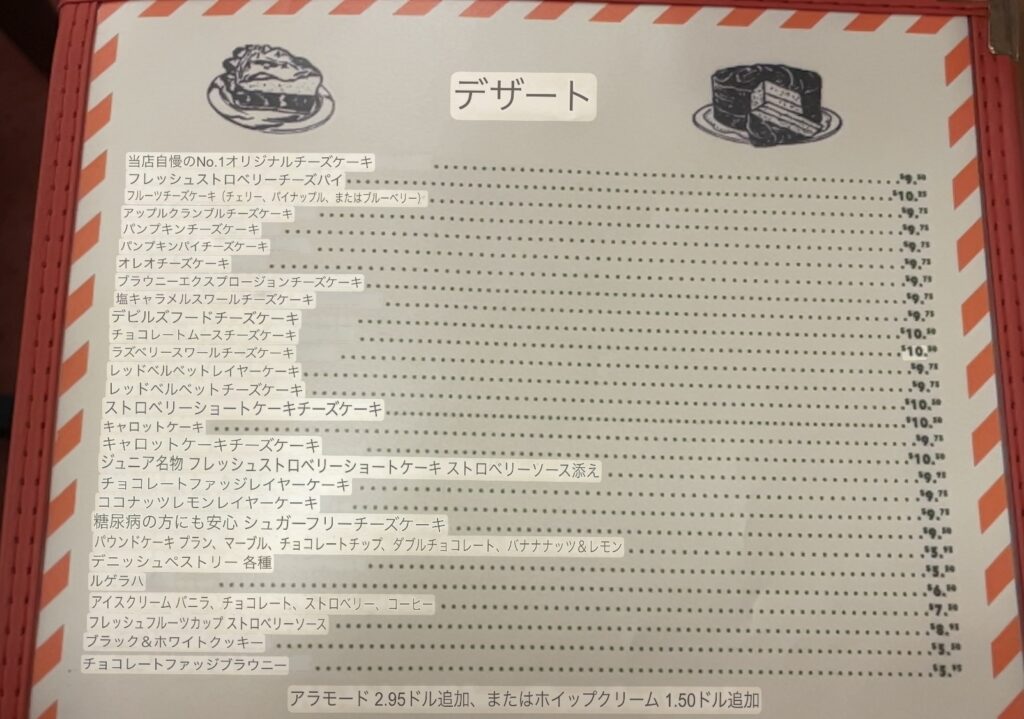 デザート
当店自慢のNo.1オリジナルチーズケーキ $9.50
フレッシュストロベリーチーズパイ
フルーツチーズケーキ（チェリー、パイナップル、またはブルーベリー） $9.75
アップルクランブルチーズケーキ
パンプキンチーズケーキ
パンプキンパイチーズケーキ
オレオチーズケーキ $9.75
ブラウニーエクスプロージョンチーズケーキ $9.75
塩キャラメルスワールチーズケーキ $9.75
デビルズフードチーズケーキ $10.50
チョコレートムースチーズケーキ $10.50
ラズベリースワールチーズケーキ $9.75
レッドベルベットレイヤーケーキ $9.75
レッドベルベットチーズケーキ $10.50
ストロベリーショートケーキチーズケーキ $10.50
キャロットケーキ $9.75
キャロットケーキチーズケーキ $10.50
ジュニア名物 フレッシュストロベリーショートケーキ ストロベリーソース添え $9.95
チョコレートファッジレイヤーケーキ $9.75
ココナッツレモンレイヤーケーキ $9.75
糖尿病の方にも安心 シュガーフリーチーズケーキ $9.50
パウンドケーキ プラン、マーブル、チョコレートチップ、ダブルチョコレート、バナナナッツ＆レモン $5.95
デニッシュペストリー 各種 $5.50
ルゲラハ $6.50
アイスクリーム バニラ、チョコレート、ストロベリー、コーヒー $7.50
フレッシュフルーツカップ ストロベリーソース $8.95
ブラック＆ホワイトクッキー $5.50
チョコレートファッジブラウニー $5.95
アラモード 2.95ドル追加、またはホイップクリーム 1.50ドル追加